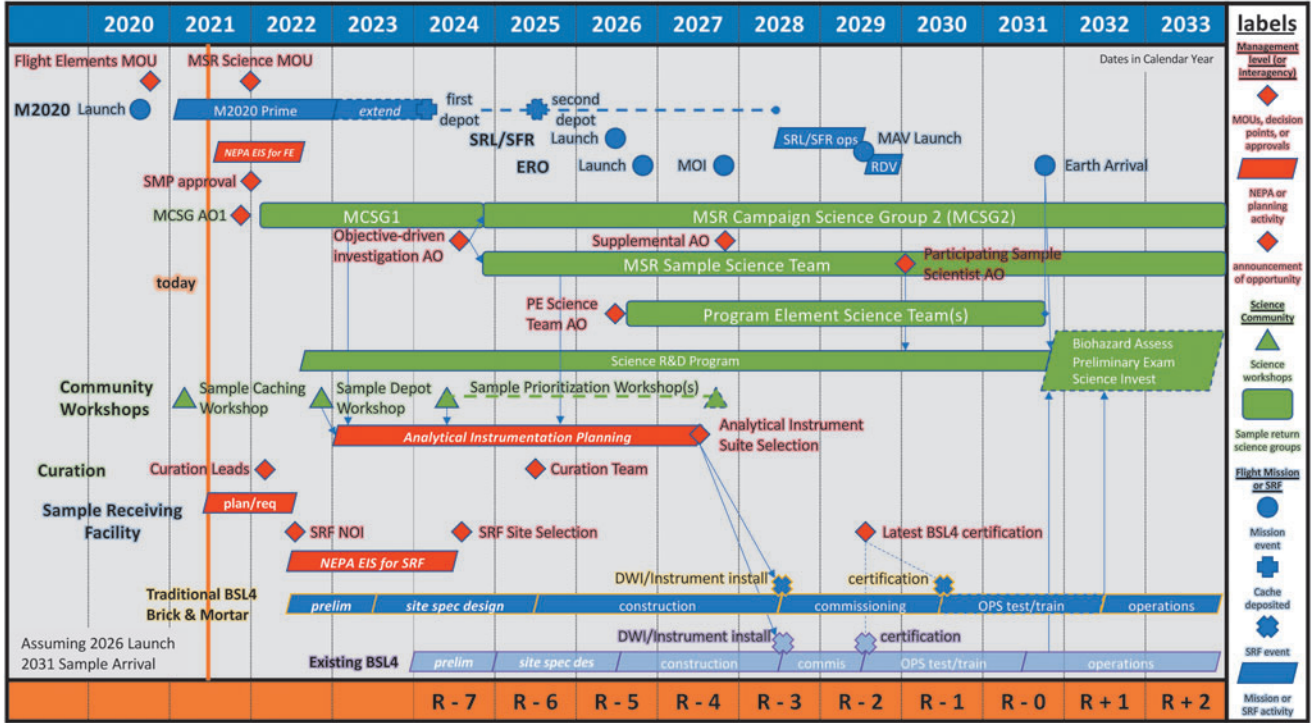 2020 2021 2022 2023 2024 2025 2026 2027 2028 2029 2030 2031 2032 2033
Flight Elements MOU
MSR Science MOU
Dates in Calendar Year
M2020 Launch
M2020 Prime
extend
first
depot
second
depot
SRL/SFR Launch
SRL/SFR ops
MAV Launch
NEPA EIS for FE
ERO Launch
MOI
RDV
Earth Arrival
SMP approval
MCSG AO1
MCSG1
MSR Campaign Science Group 2 (MCSG2)
Objective-driven
investigation AO
Supplemental AO
MSR Sample Science Team
Participating Sample
Scientist AO
today
PE Science
Team AO
Program Element Science Team(s)
Science R&D Program
Biohazard Assess
Preliminary Exam
Science Invest
Community
Workshops
Sample Caching
Workshop
Sample Depot
Workshop
Sample Prioritization Workshop(s)
Analytical Instrumentation Planning
Analytical Instrument
Suite Selection
Curation
Curation Leads
Curation Team
Sample Receiving
Facility
plan/req
SRF NOI
SRF Site Selection
Latest BSL4 certification
NEPA EIS for SRF
DWI/Instrument install
certification
Traditional BSL4
Brick & Mortar
prelim
site spec design
construction
commissioning
OPS test/train
operations
DWI/Instrument install
certification
Assuming 2026 Launch
2031 Sample Arrival
Existing BSL4
prelim
site spec des
construction
commis
OPS test/train
operations
R - 7 R - 6 R - 5 R - 4 R - 3 R - 2 R - 1 R - 0 R + 1 R + 2
labels
Management
level (or
Interagency)
MOUs, decision
points, or
approvals
NEPA or
planning
activity
announcement
of opportunity
Science
Community
Science
workshops
Sample return
science groups
Flight Mission
or SRF
Mission
event
Cache
deposited
SRF event
Mission or
SRF activity